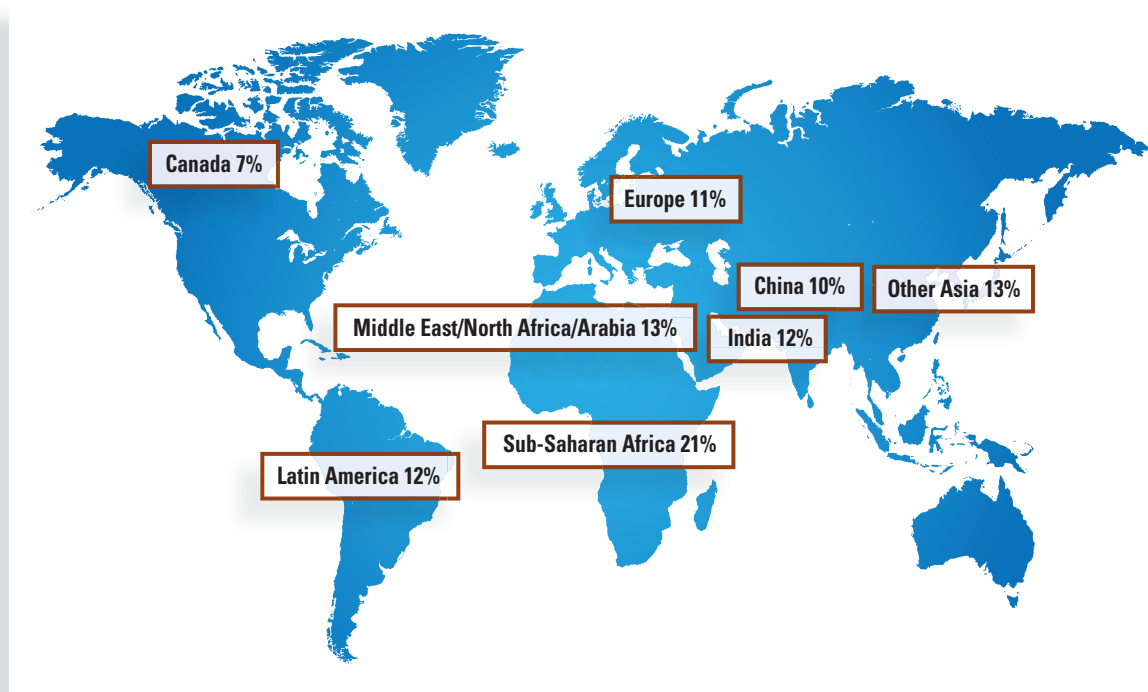 Canada 7%
Europe 11%
China 10%
Other Asia 13%
Middle East/North Africa/Arabia 13%
India 12%
Sub-Saharan Africa 21%
Latin America 12%